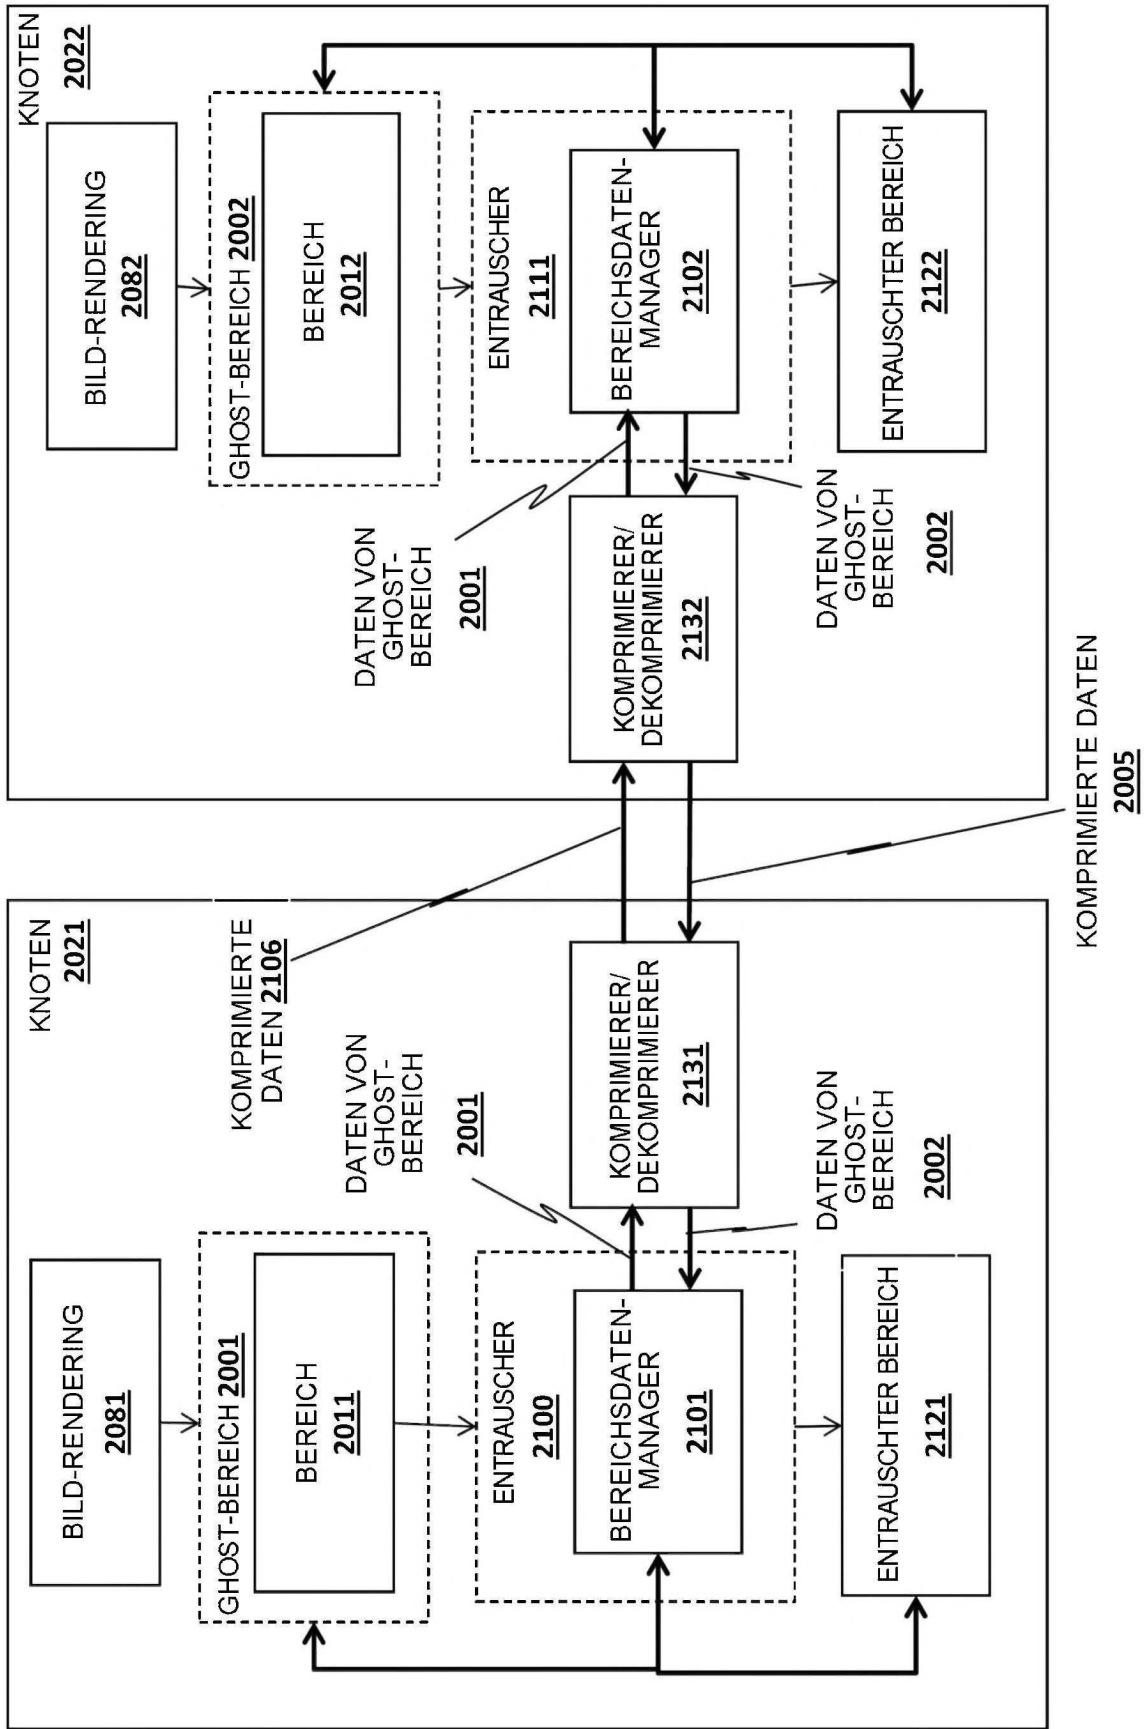 KNOTEN
2021
BILD-RENDERING
2081
GHOST-BEREICH 2001
BEREICH
2011
ENTRAUSCHER
2100
BEREICHSDATEN-
MANAGER
2101
ENTRAUSCHTER BEREICH
2121
KOMPRIMIERTE
DATEN 2106
DATEN VON
GHOST-
BEREICH
2001
KOMPRIMIERER/
DEKOMPRIMIERER
2131
DATEN VON
GHOST-
BEREICH
2002
KOMPRIMIERTE DATEN
2005
KNOTEN
2022
BILD-RENDERING
2082
GHOST-BEREICH 2002
BEREICH
2012
ENTRAUSCHER
2111
BEREICHSDATEN-
MANAGER
2102
ENTRAUSCHTER BEREICH
2122
DATEN VON
GHOST-
BEREICH
2001
KOMPRIMIERER/
DEKOMPRIMIERER
2132
DATEN VON
GHOST-
BEREICH
2002